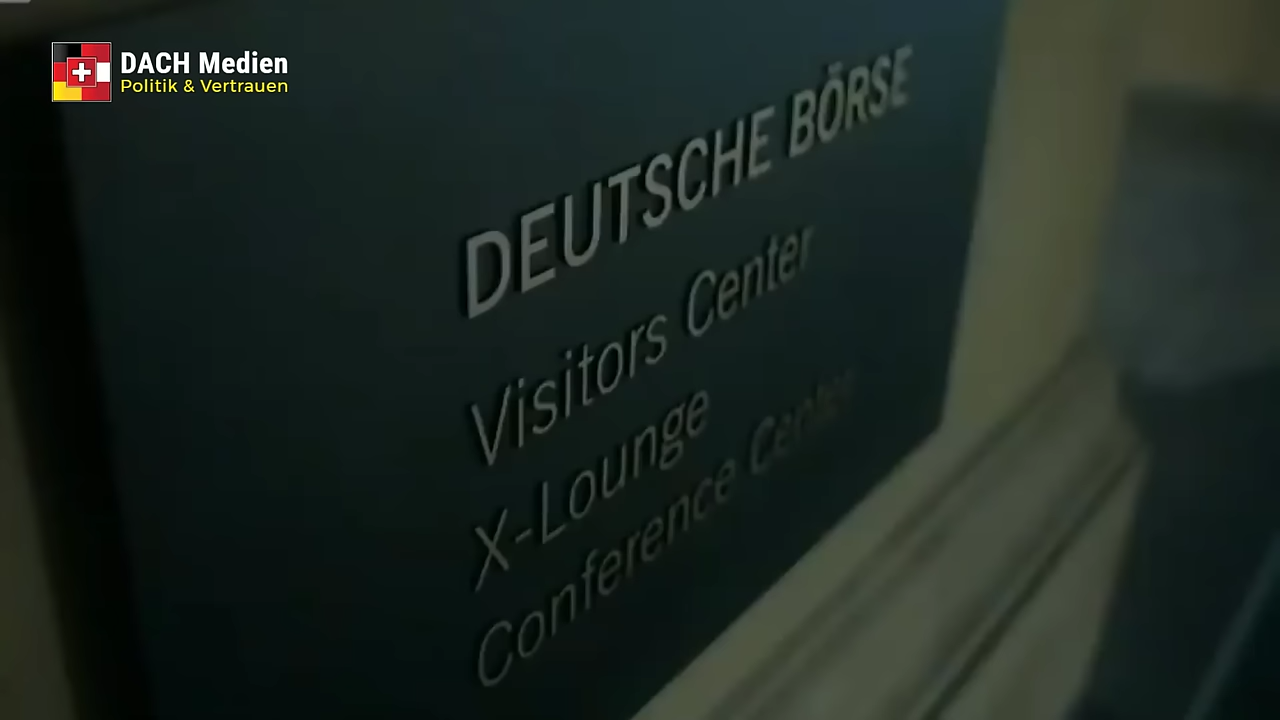 DACH Medien
Politik & Vertrauen
DEUTSCHE BÖRSE
Visitors Center
X-Lounge
Conference Center